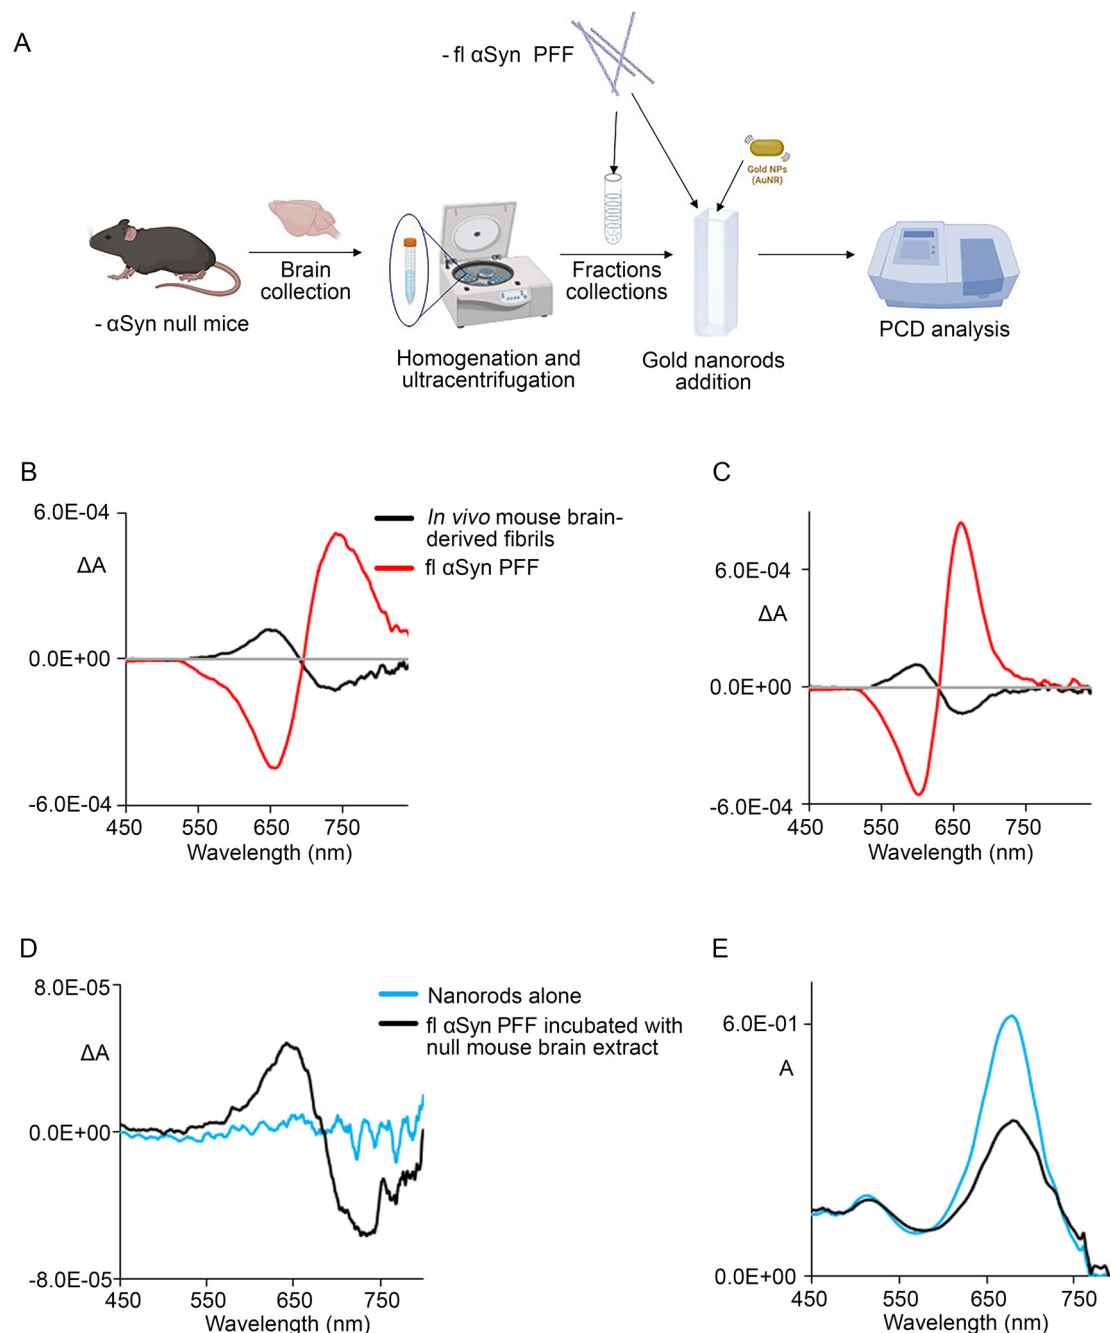 A
- fl αSyn PFF
Gold NPs
(AuNR)
Brain
collection
Fractions
collections
- αSyn null mice
PCD analysis
Homogenation and
ultracentrifugation
Gold nanorods
addition
B
6.0E-04
ΔA
0.0E+00
-6.0E-04
450 550 650 750
Wavelength (nm)
In vivo mouse brain-
derived fibrils
fl αSyn PFF
C
6.0E-04
ΔA
0.0E+00
-6.0E-04
450 550 650 750
Wavelength (nm)
D
8.0E-05
ΔA
0.0E+00
-8.0E-05
450 550 650 750
Wavelength (nm)
Nanorods alone
fl αSyn PFF incubated with
null mouse brain extract
E
6.0E-01
A
0.0E+00
450 550 650 750
Wavelength (nm)